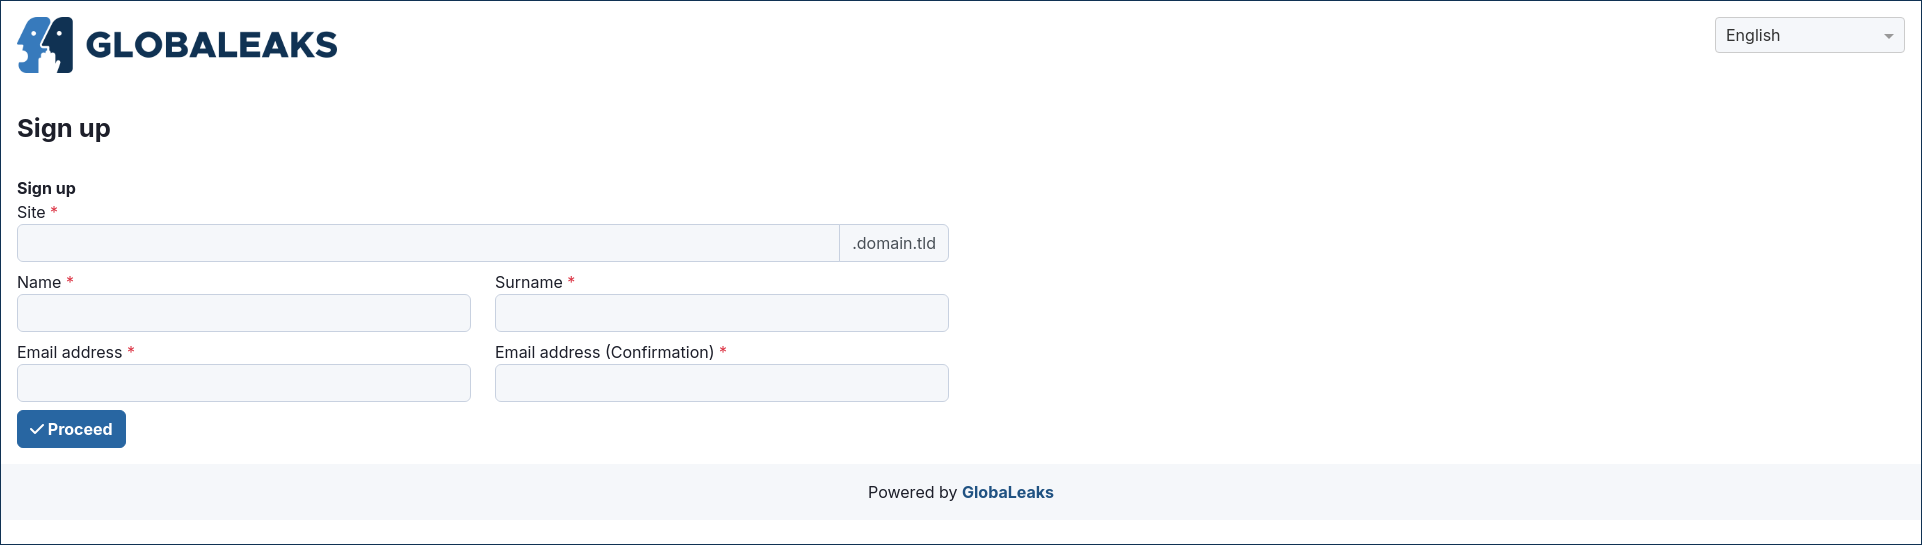 GLOBALEAKS
English
Sign up
Sign up
Site *
.domain.tld
Name * Surname *
Email address * Email address (Confirmation) *
Proceed
Powered by GlobaLeaks